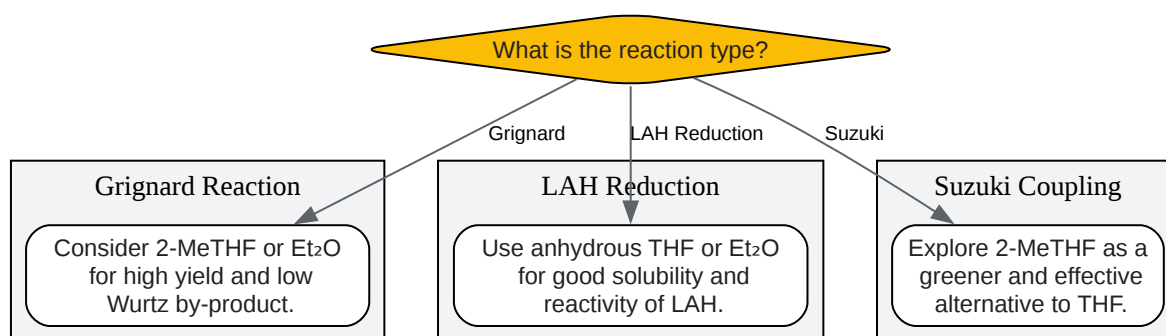 What is the reaction type?
Grignard
LAH Reduction
Suzuki
Grignard Reaction
Consider 2-MeTHF or Et₂O
for high yield and low
Wurtz by-product.
LAH Reduction
Use anhydrous THF or Et₂O
for good solubility and
reactivity of LAH.
Suzuki Coupling
Explore 2-MeTHF as a
greener and effective
alternative to THF.